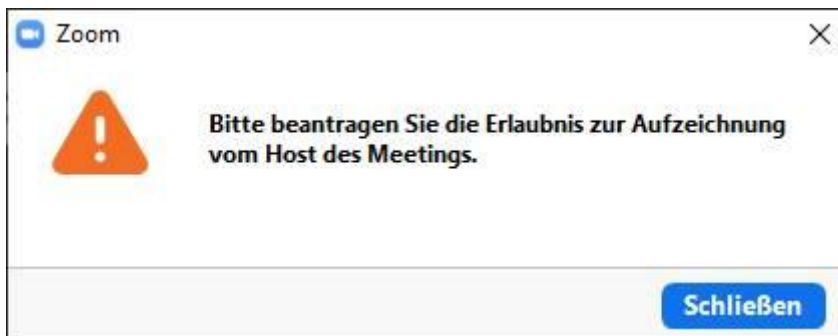 Zoom
Bitte beantragen Sie die Erlaubnis zur Aufzeichnung
vom Host des Meetings.
Schließen